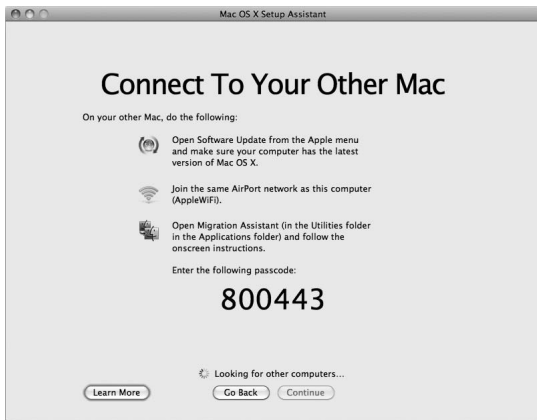 Mac OS X Setup Assistant
Connect To Your Other Mac
On your other Mac, do the following:
Open Software Update from the Apple menu
and make sure your computer has the latest
version of Mac OS X.
Join the same AirPort network as this computer
(AppleWiFi).
Open Migration Assistant (in the Utilities folder
in the Applications folder) and follow the
onscreen instructions.
Enter the following passcode:
800443
Looking for other computers...
Learn More
Go Back
Continue